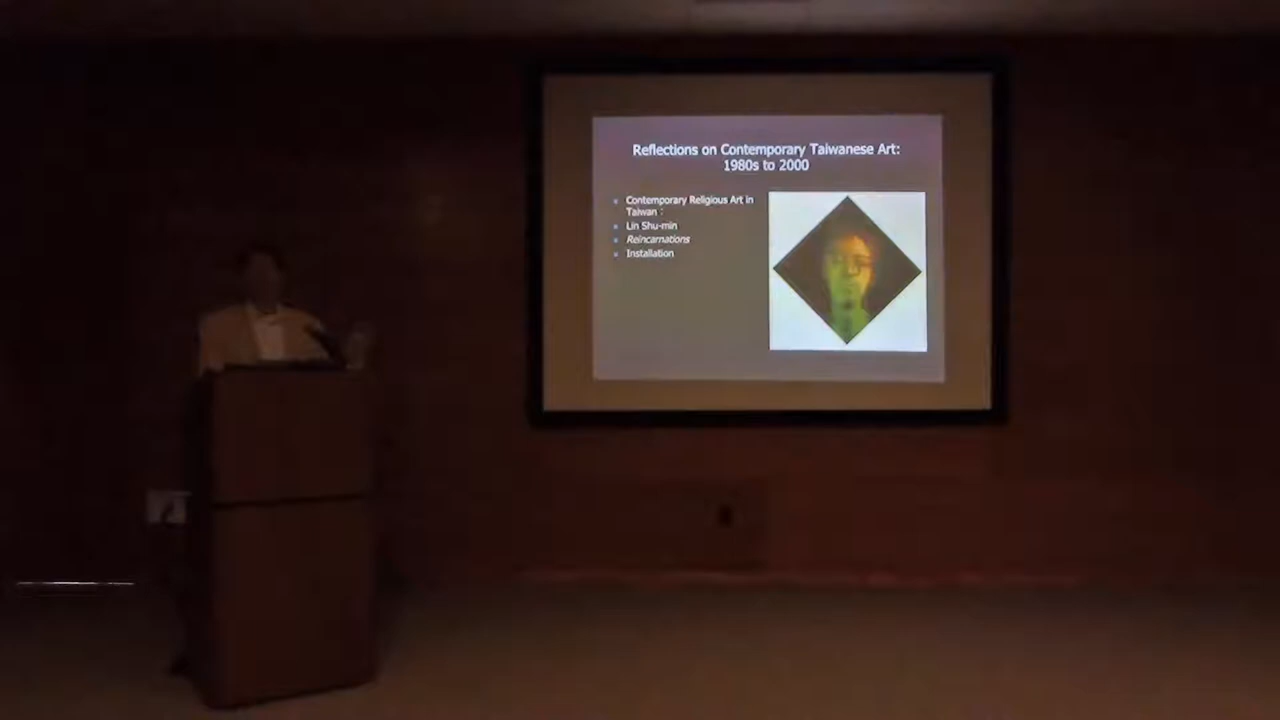 Reflections on Contemporary Taiwanese Art:
1980s to 2000
Contemporary Religious Art in
Taiwan :
Lin Shu-min
Reincarnations
Installation